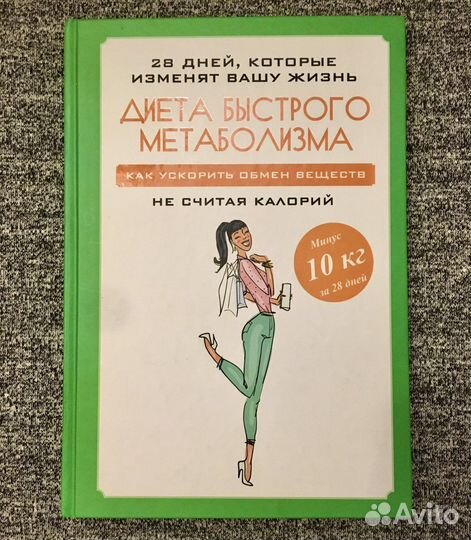 28 ДНЕЙ, КОТОРЫЕ
ИЗМЕНЯТ ВАШУ ЖИЗНЬ
ДИЕТА БЫСТРОГО
МЕТАБОЛИЗМА
КАК УСКОРИТЬ ОБМЕН ВЕЩЕСТВ
НЕ СЧИТАЯ КАЛОРИЙ
Минус
10 кг
за 28 дней
Avito